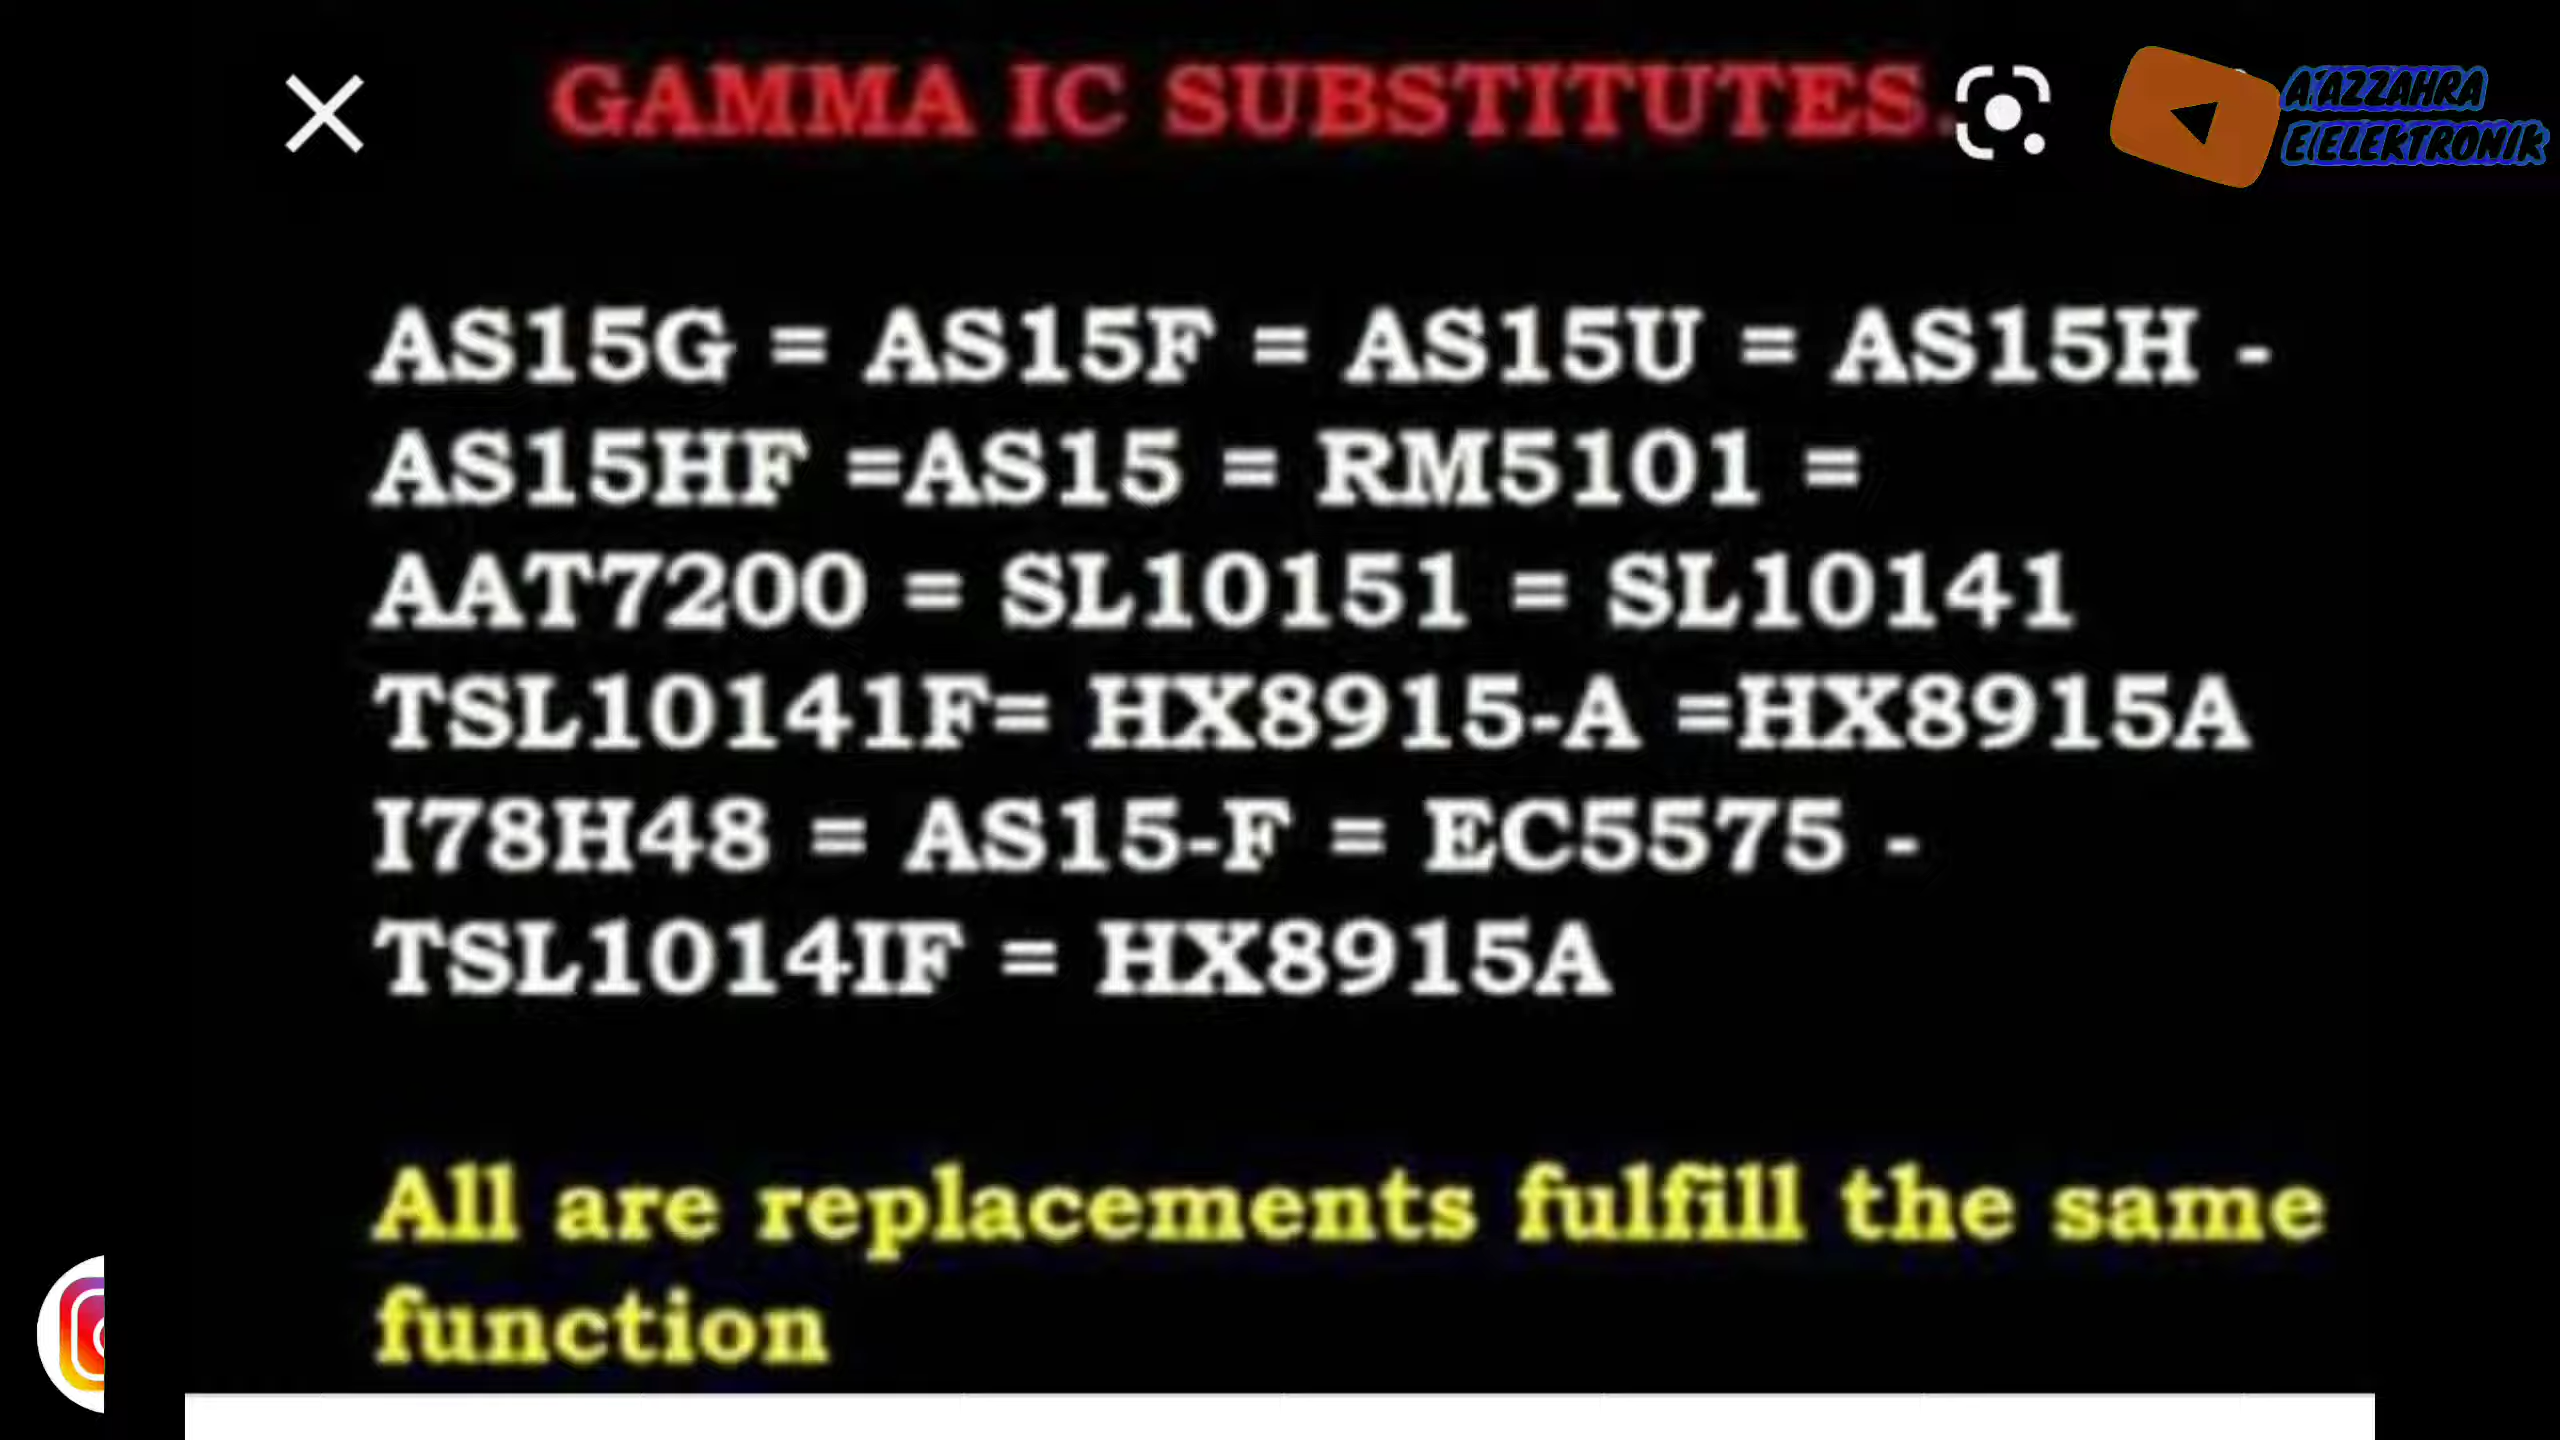 GAMMA IC SUBSTITUTES.
A'AZZAHRA
E|ELEKTRONIK
AS15G = AS15F = AS15U = AS15H -
AS15HF =AS15 = RM5101 =
AAT7200 = SL10151 = SL10141
TSL10141F= HX8915-A =HX8915A
I78H48 = AS15-F = EC5575 -
TSL1014IF = HX8915A
All are replacements fulfill the same
function